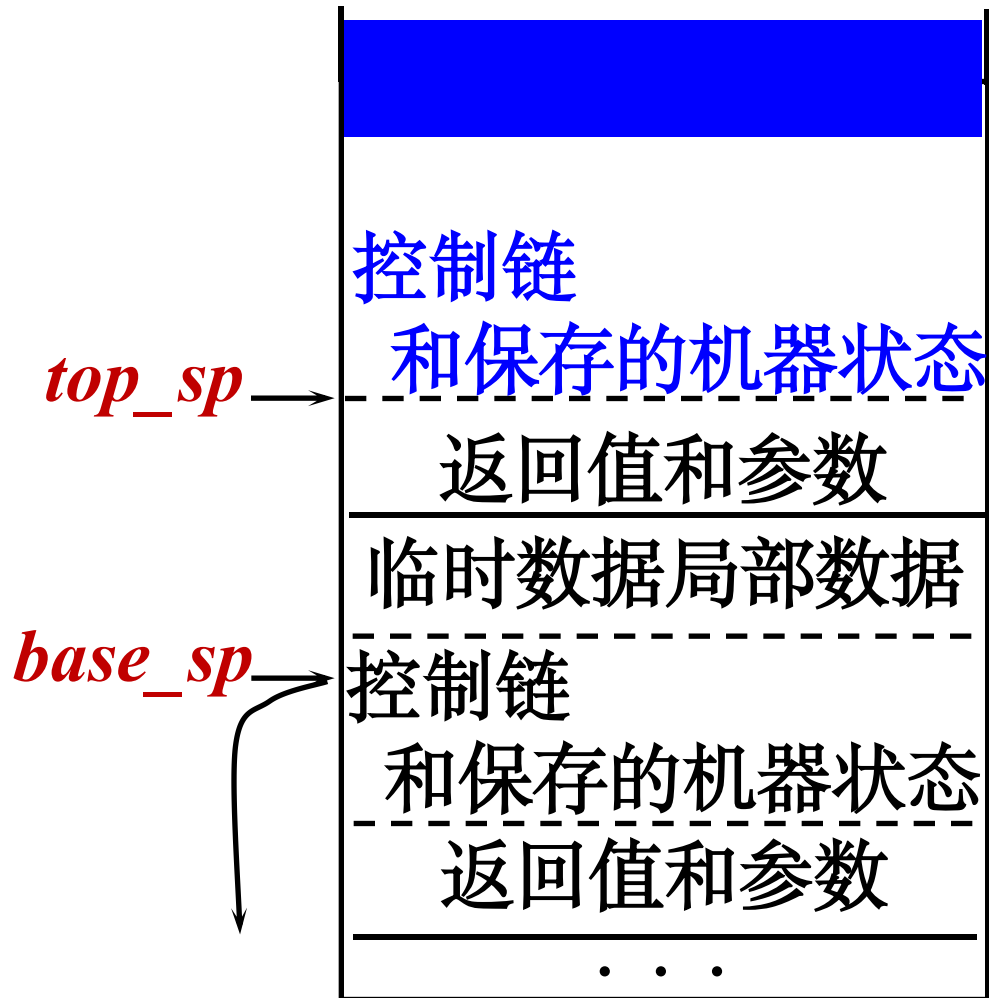 控制链
和保存的机器状态
top_sp
返回值和参数
临时数据局部数据
base_sp
控制链
和保存的机器状态
返回值和参数
. . .